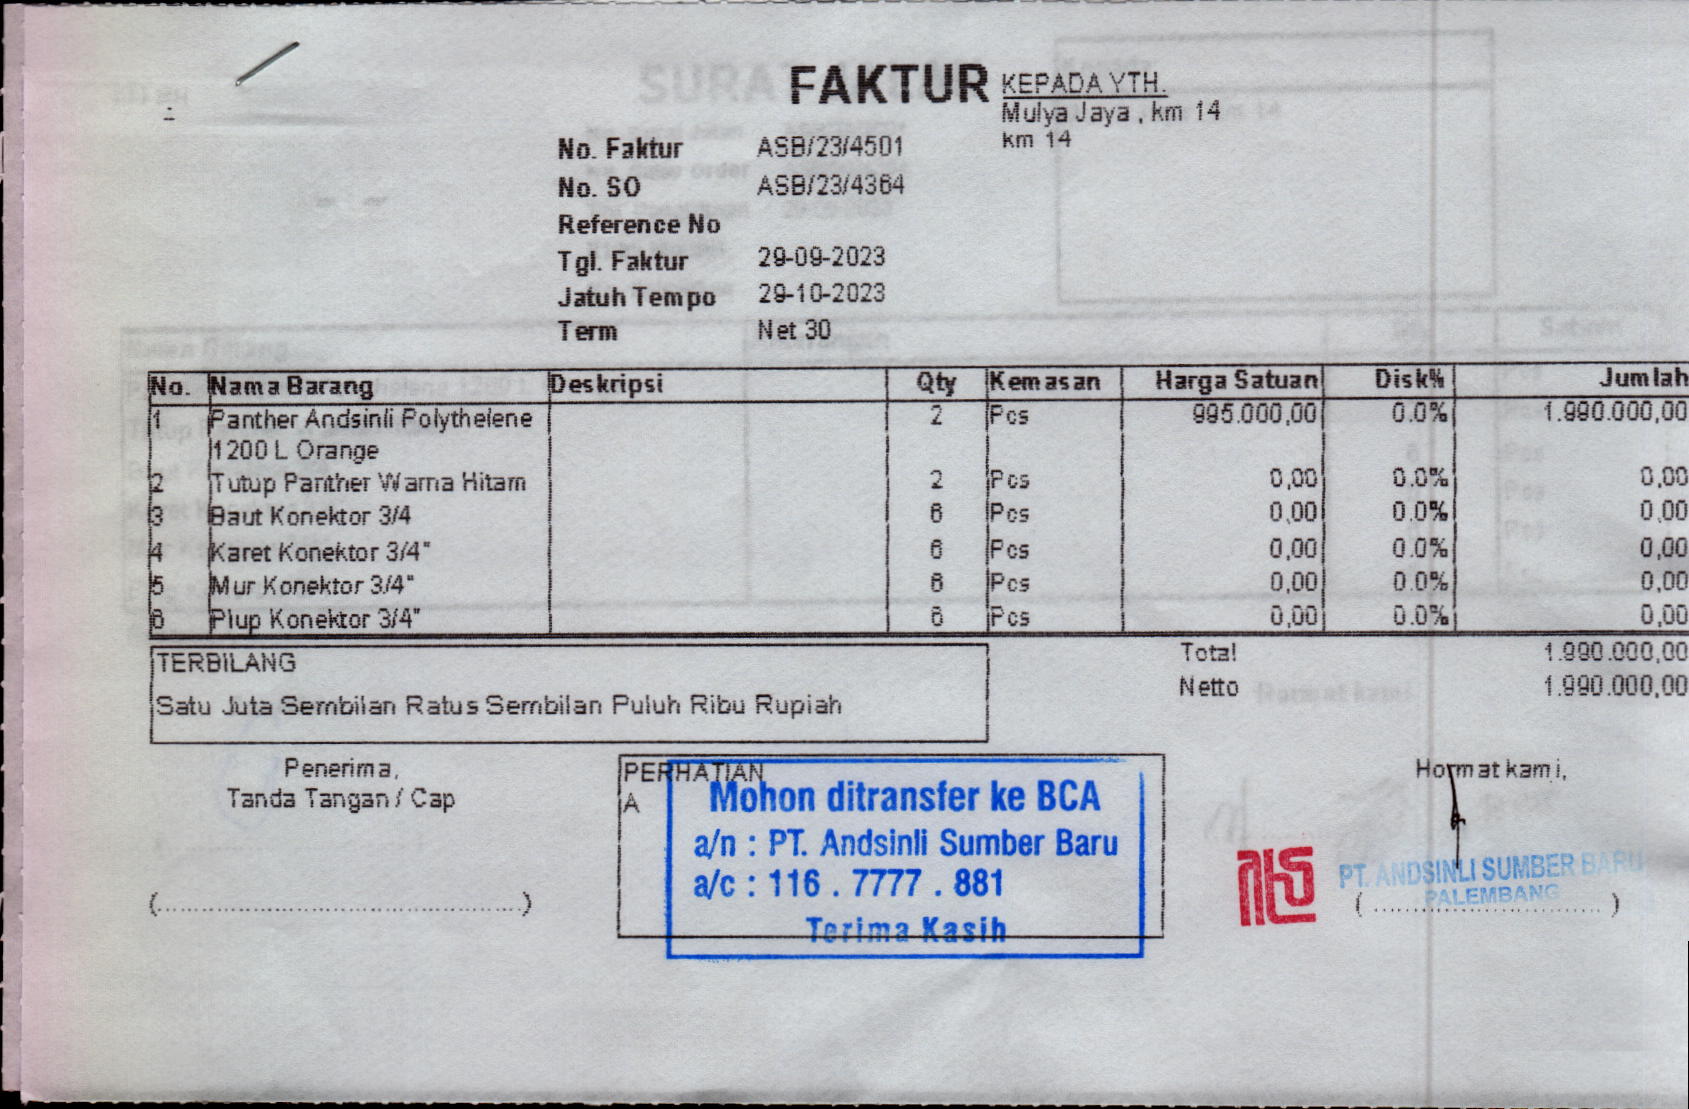 FAKTUR
KEPADA YTH.
Mulya Jaya , km 14
km 14
No. Faktur ASB/23/4501
No. SO ASB/23/4364
Reference No
Tgl. Faktur 29-09-2023
Jatuh Tempo 29-10-2023
Term Net 30
No. Nama Barang Deskripsi Qty Kemasan Harga Satuan Disk% Jumlah
1 Panther Andsinli Polythelene 2 Pcs 995.000,00 0.0% 1.990.000,00
1200 L Orange
2 Tutup Panther Warna Hitam 2 Pcs 0,00 0.0% 0,00
3 Baut Konektor 3/4 6 Pcs 0,00 0.0% 0,00
4 Karet Konektor 3/4" 6 Pcs 0,00 0.0% 0,00
5 Mur Konektor 3/4" 6 Pcs 0,00 0.0% 0,00
6 Plup Konektor 3/4" 6 Pcs 0,00 0.0% 0,00
Total 1.990.000,00
Netto 1.990.000,00
TERBILANG
Satu Juta Sembilan Ratus Sembilan Puluh Ribu Rupiah
Penerima,
Tanda Tangan / Cap
(........................................)
PERHATIAN
A
Mohon ditransfer ke BCA
a/n : PT. Andsinli Sumber Baru
a/c : 116 . 7777 . 881
Terima Kasih
Hormat kami,
PT. ANDSINLI SUMBER BARU
PALEMBANG
(............................)